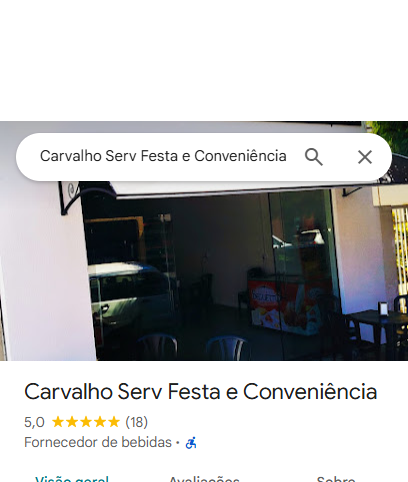 Carvalho Serv Festa e Conveniência
Carvalho Serv Festa e Conveniência
5,0 ★★★★★ (18)
Fornecedor de bebidas ·
Visão geral Avaliações Sobre